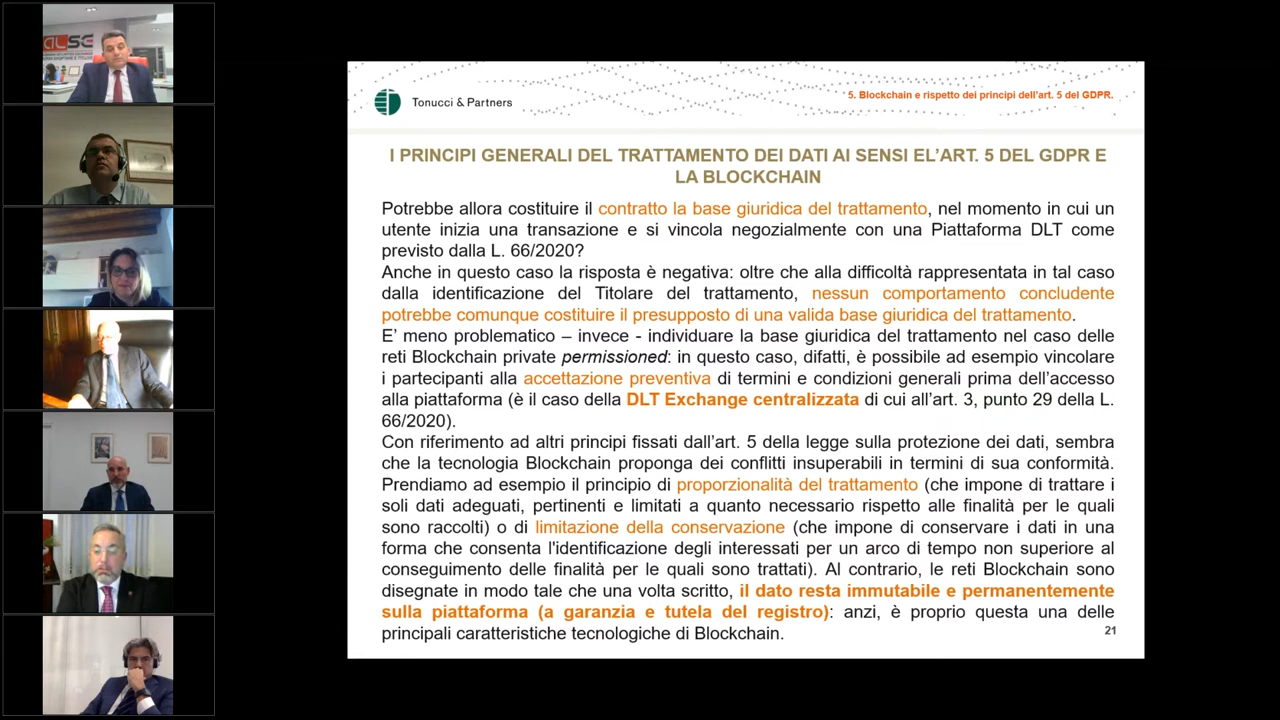 ALSE
Tonucci & Partners
5. Blockchain e rispetto dei principi dell'art. 5 del GDPR.
I PRINCIPI GENERALI DEL TRATTAMENTO DEI DATI AI SENSI EL'ART. 5 DEL GDPR E
LA BLOCKCHAIN
Potrebbe allora costituire il contratto la base giuridica del trattamento, nel momento in cui un
utente inizia una transazione e si vincola negozialmente con una Piattaforma DLT come
previsto dalla L. 66/2020?
Anche in questo caso la risposta è negativa: oltre che alla difficoltà rappresentata in tal caso
dalla identificazione del Titolare del trattamento, nessun comportamento concludente
potrebbe comunque costituire il presupposto di una valida base giuridica del trattamento.
E' meno problematico – invece - individuare la base giuridica del trattamento nel caso delle
reti Blockchain private permissioned: in questo caso, difatti, è possibile ad esempio vincolare
i partecipanti alla accettazione preventiva di termini e condizioni generali prima dell'accesso
alla piattaforma (è il caso della DLT Exchange centralizzata di cui all'art. 3, punto 29 della L.
66/2020).
Con riferimento ad altri principi fissati dall'art. 5 della legge sulla protezione dei dati, sembra
che la tecnologia Blockchain proponga dei conflitti insuperabili in termini di sua conformità.
Prendiamo ad esempio il principio di proporzionalità del trattamento (che impone di trattare i
soli dati adeguati, pertinenti e limitati a quanto necessario rispetto alle finalità per le quali
sono raccolti) o di limitazione della conservazione (che impone di conservare i dati in una
forma che consenta l'identificazione degli interessati per un arco di tempo non superiore al
conseguimento delle finalità per le quali sono trattati). Al contrario, le reti Blockchain sono
disegnate in modo tale che una volta scritto, il dato resta immutabile e permanentemente
sulla piattaforma (a garanzia e tutela del registro): anzi, è proprio questa una delle
principali caratteristiche tecnologiche di Blockchain.
21